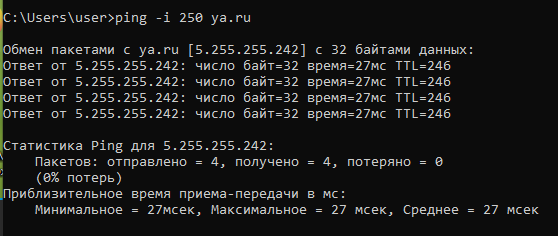 C:\Users\user>ping -i 250 ya.ru
Обмен пакетами с ya.ru [5.255.255.242] с 32 байтами данных:
Ответ от 5.255.255.242: число байт=32 время=27мс TTL=246
Ответ от 5.255.255.242: число байт=32 время=27мс TTL=246
Ответ от 5.255.255.242: число байт=32 время=27мс TTL=246
Ответ от 5.255.255.242: число байт=32 время=27мс TTL=246
Статистика Ping для 5.255.255.242:
Пакетов: отправлено = 4, получено = 4, потеряно = 0
(0% потерь)
Приблизительное время приема-передачи в мс:
Минимальное = 27мсек, Максимальное = 27 мсек, Среднее = 27 мсек